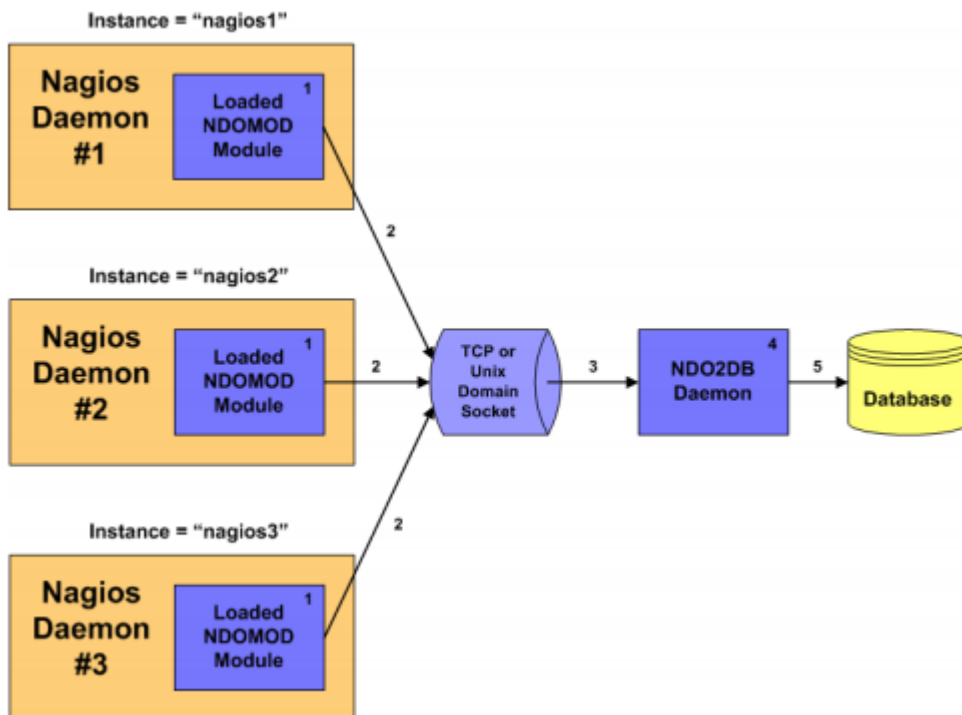 Instance = “nagios1”
Nagios
Daemon
#1
1
Loaded
NDOMOD
Module
2
Instance = “nagios2”
Nagios
Daemon
#2
1
Loaded
NDOMOD
Module
2
TCP or
Unix
Domain
Socket
3
4
NDO2DB
Daemon
5
Database
Instance = “nagios3”
2
Nagios
Daemon
#3
1
Loaded
NDOMOD
Module